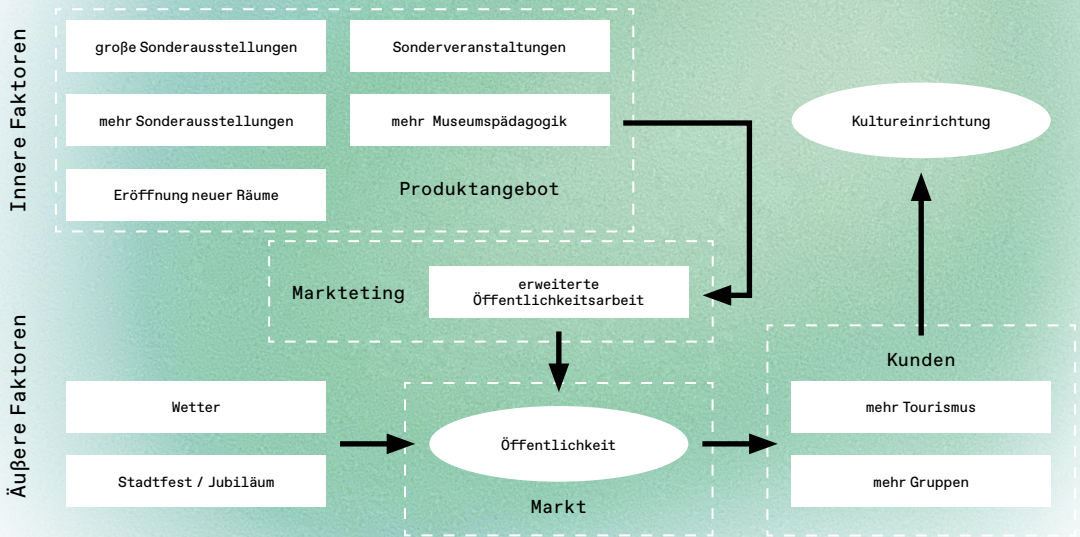 Innere Faktoren
große Sonderausstellungen
Sonderveranstaltungen
mehr Sonderausstellungen
mehr Museumspädagogik
Eröffnung neuer Räume
Produktangebot
Kultureinrichtung
Markteting
erweiterte
Öffentlichkeitsarbeit
Äußere Faktoren
Wetter
Stadtfest / Jubiläum
Öffentlichkeit
Markt
Kunden
mehr Tourismus
mehr Gruppen